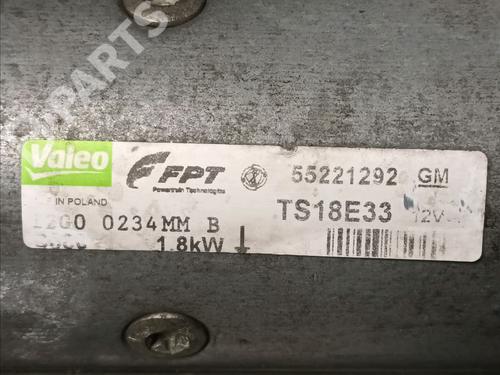 PARTS
Valeo
FPT
Powertrain Technologies
55221292 GM
IN POLAND
TS18E33 12V
0234MM B
1.8kW